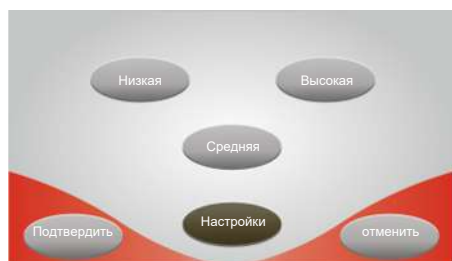 Низкая
Высокая
Средняя
Настройки
Подтвердить
отменить